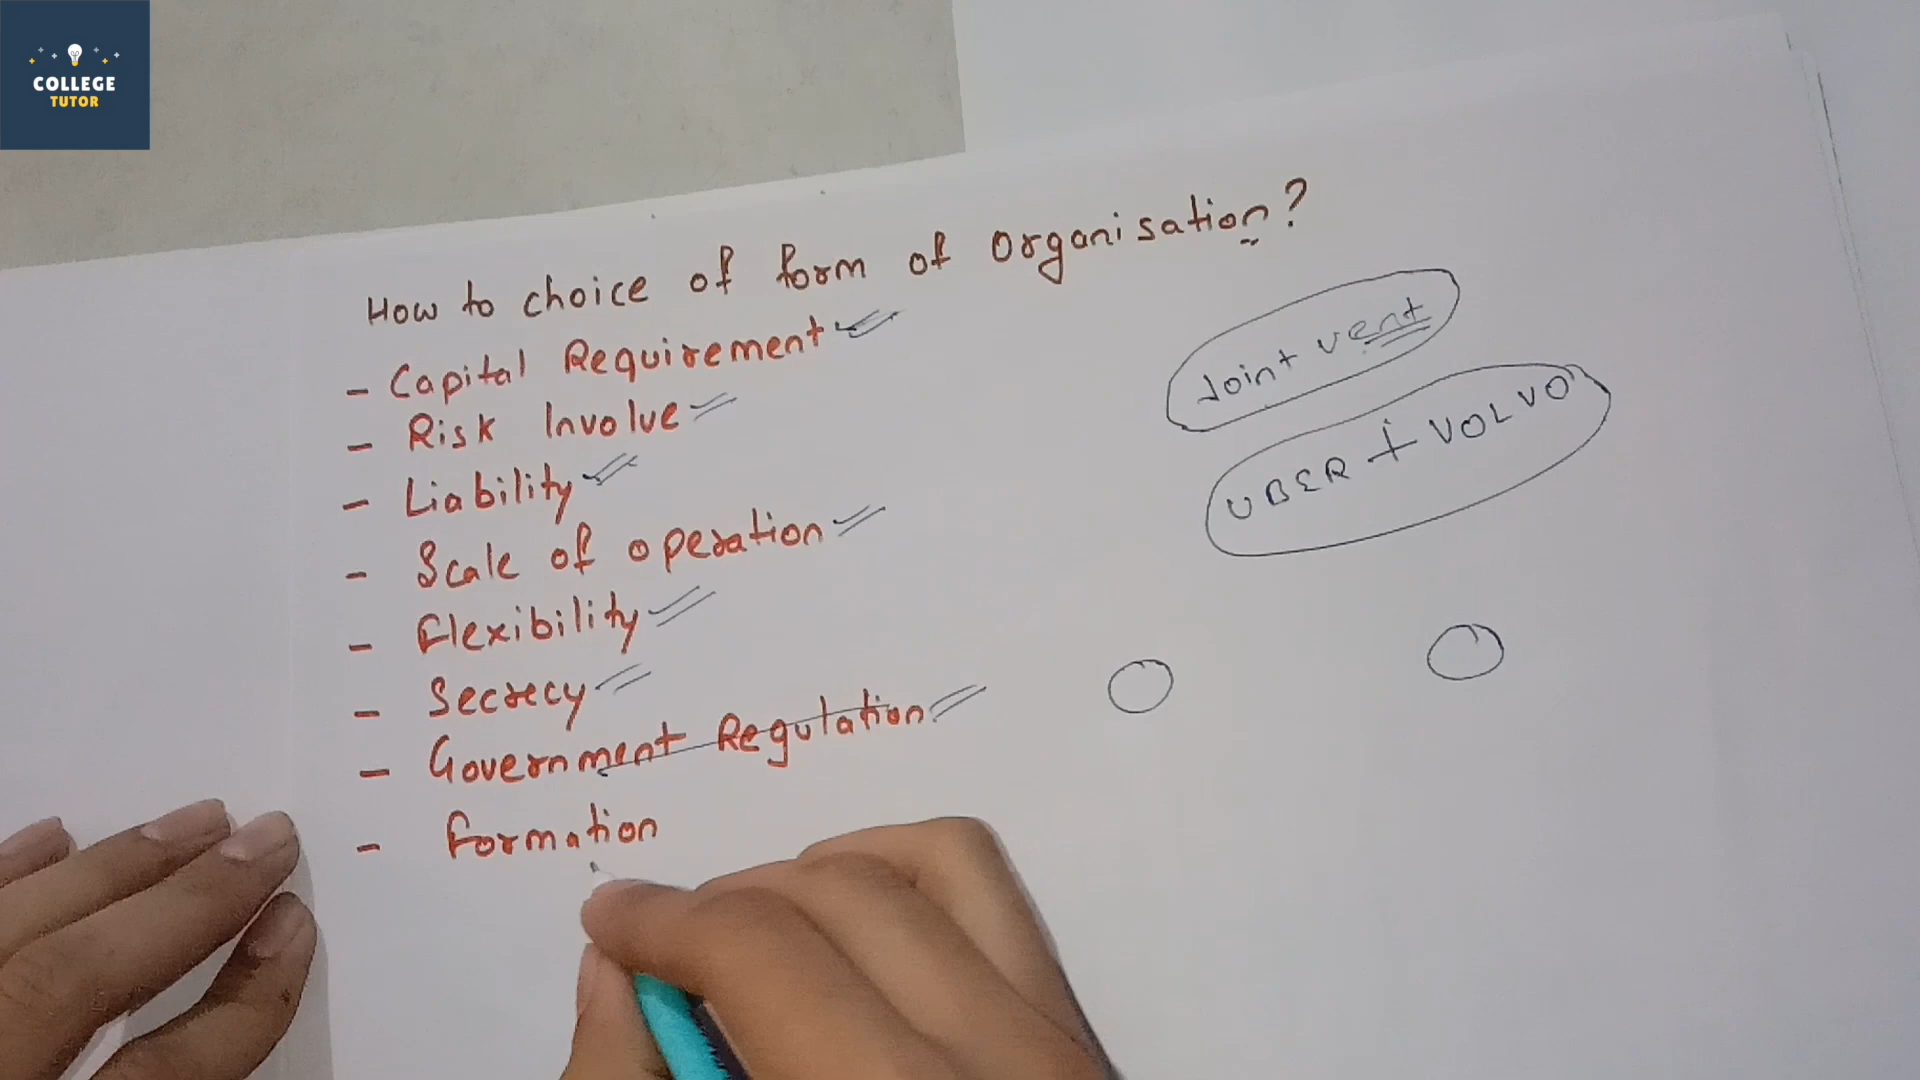 COLLEGE
TUTOR
How to choice of form of Organisation?
- Capital Requirement
- Risk Involve
- Liability
- Scale of operation
- Flexibility
- Secrecy
- Government Regulation
- Formation
Joint vent
UBER + VOLVO